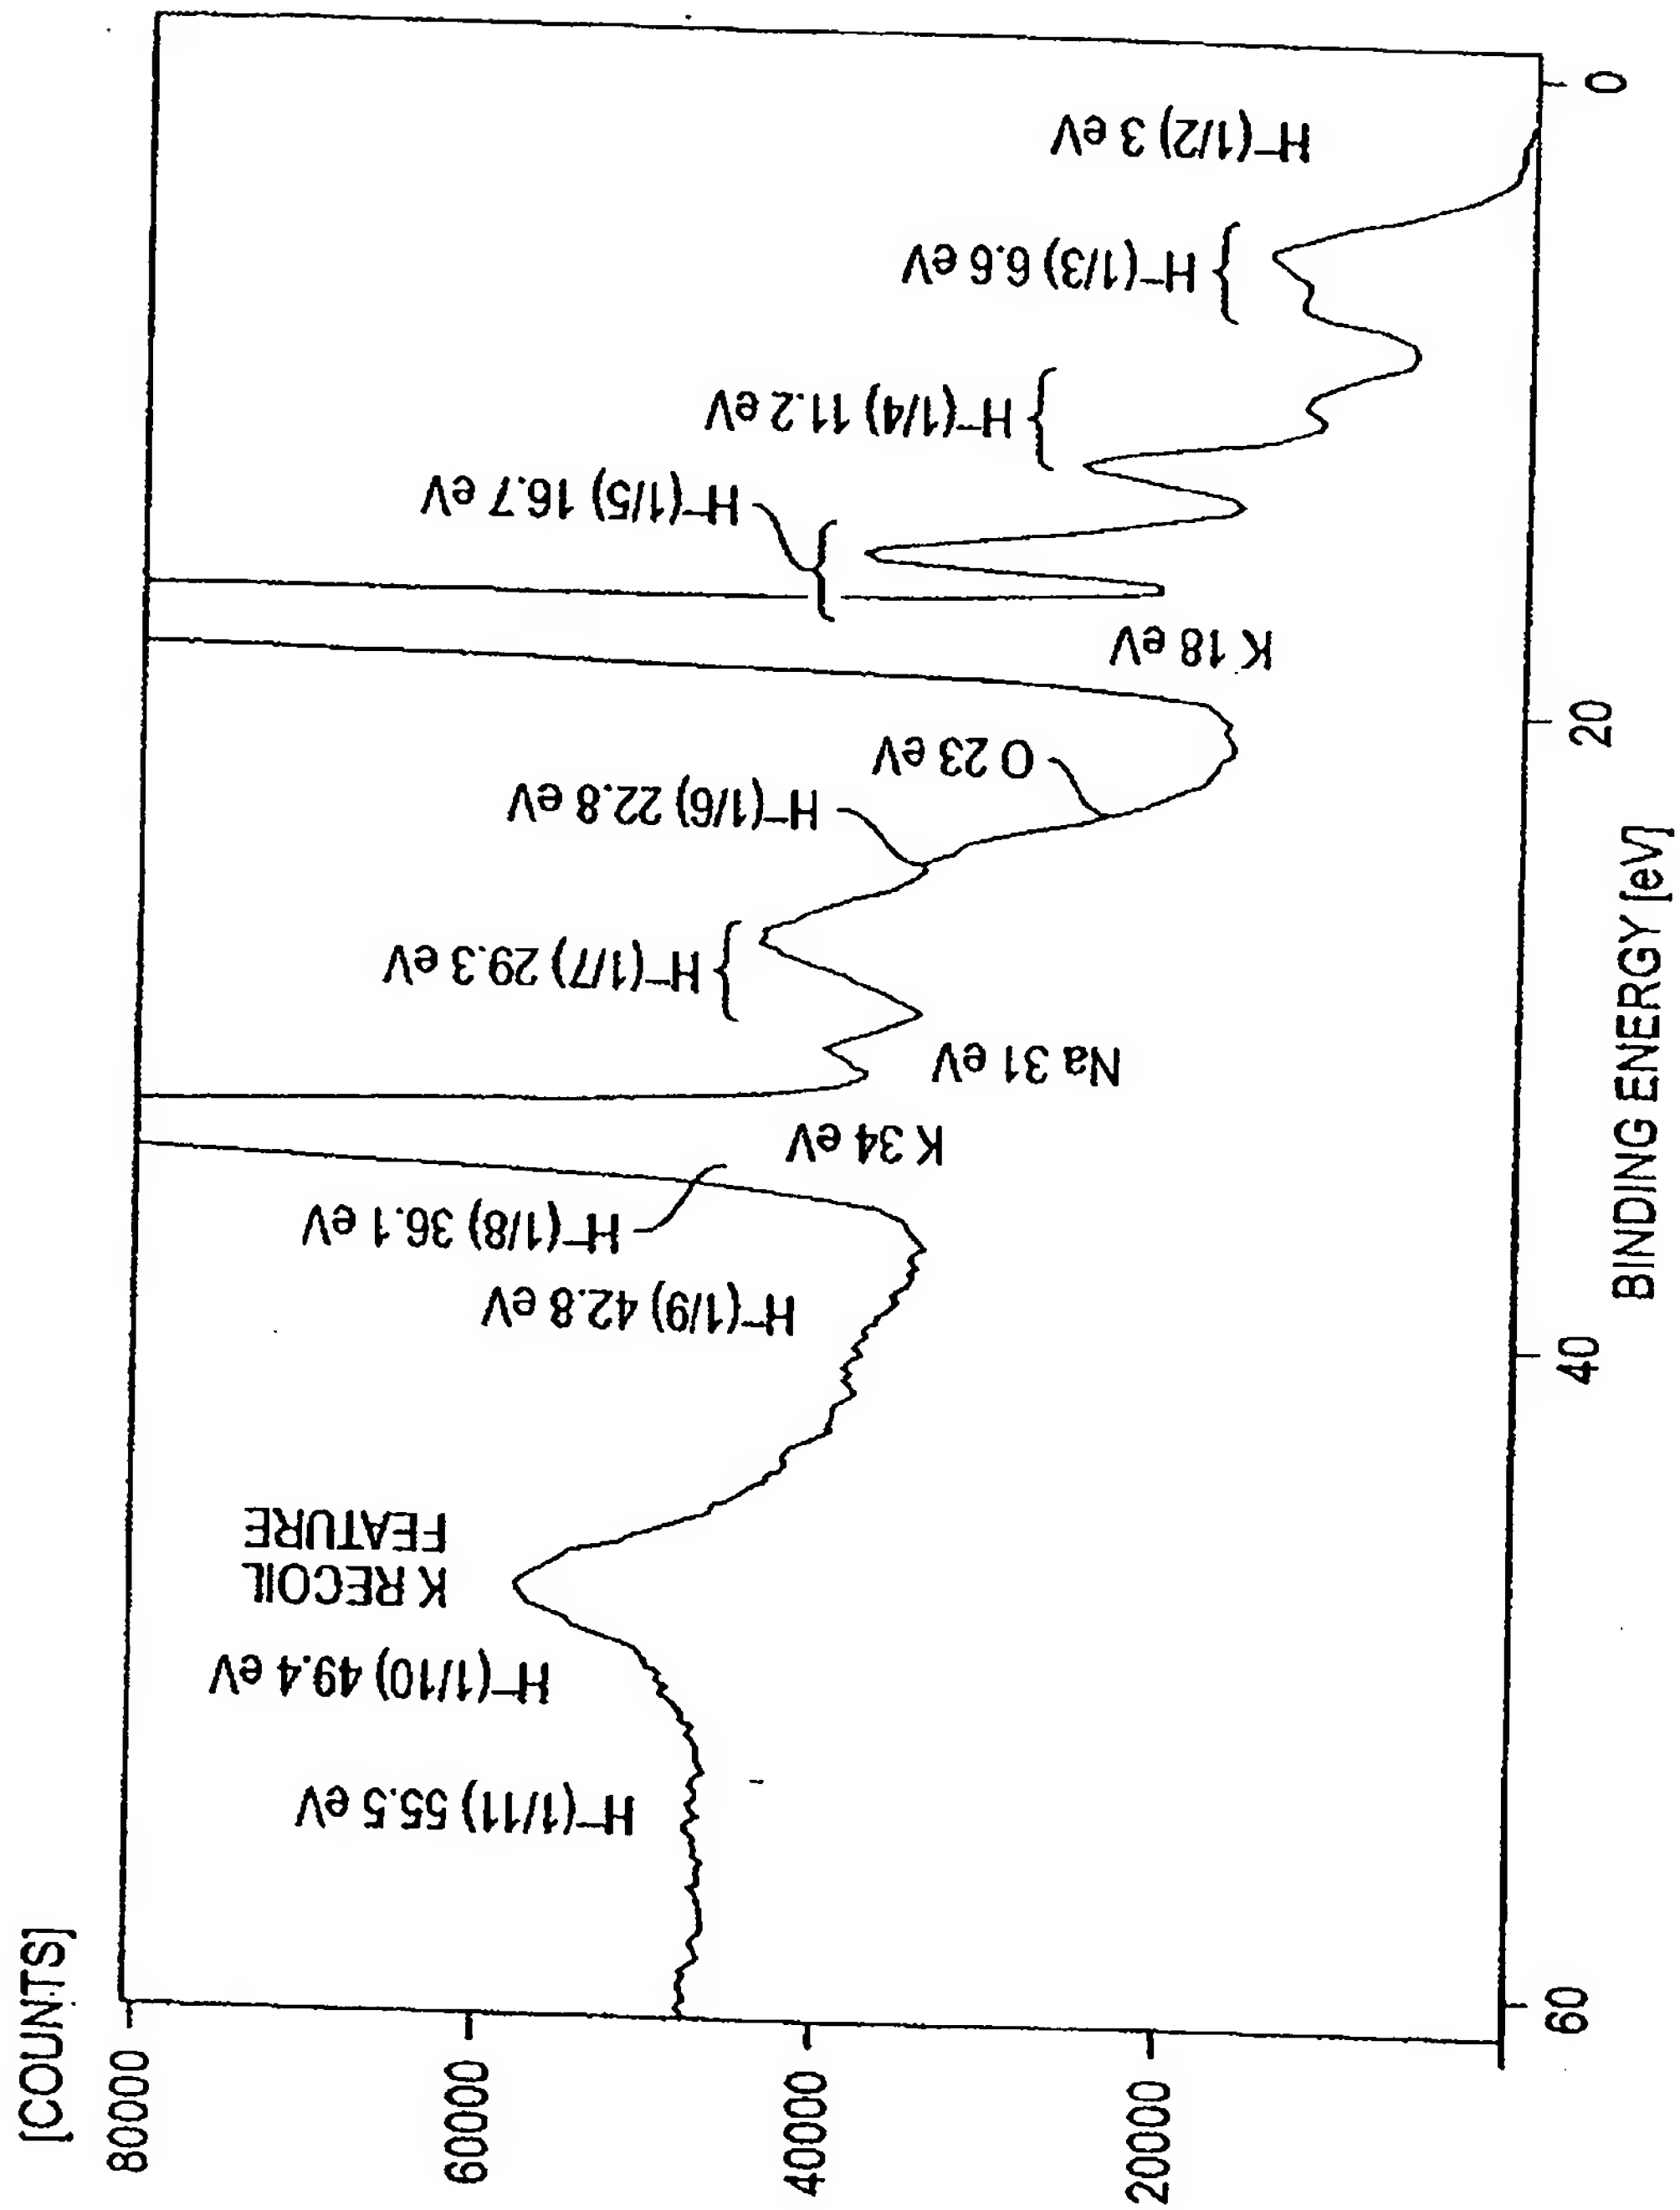 [COUNTS]
80000
60000
40000
20000
H⁻(1/11) 55.5 eV
H⁻(1/10) 49.4 eV
K RECOIL
FEATURE
H⁻(1/9) 42.8 eV
H⁻(1/8) 36.1 eV
K 34 eV
Na 31 eV
H⁻(1/7) 29.3 eV
H⁻(1/6) 22.8 eV
O 23 eV
K 18 eV
H⁻(1/5) 16.7 eV
H⁻(1/4) 11.2 eV
H⁻(1/3) 6.6 eV
H⁻(1/2) 3 eV
60
40
20
0
BINDING ENERGY [eV]